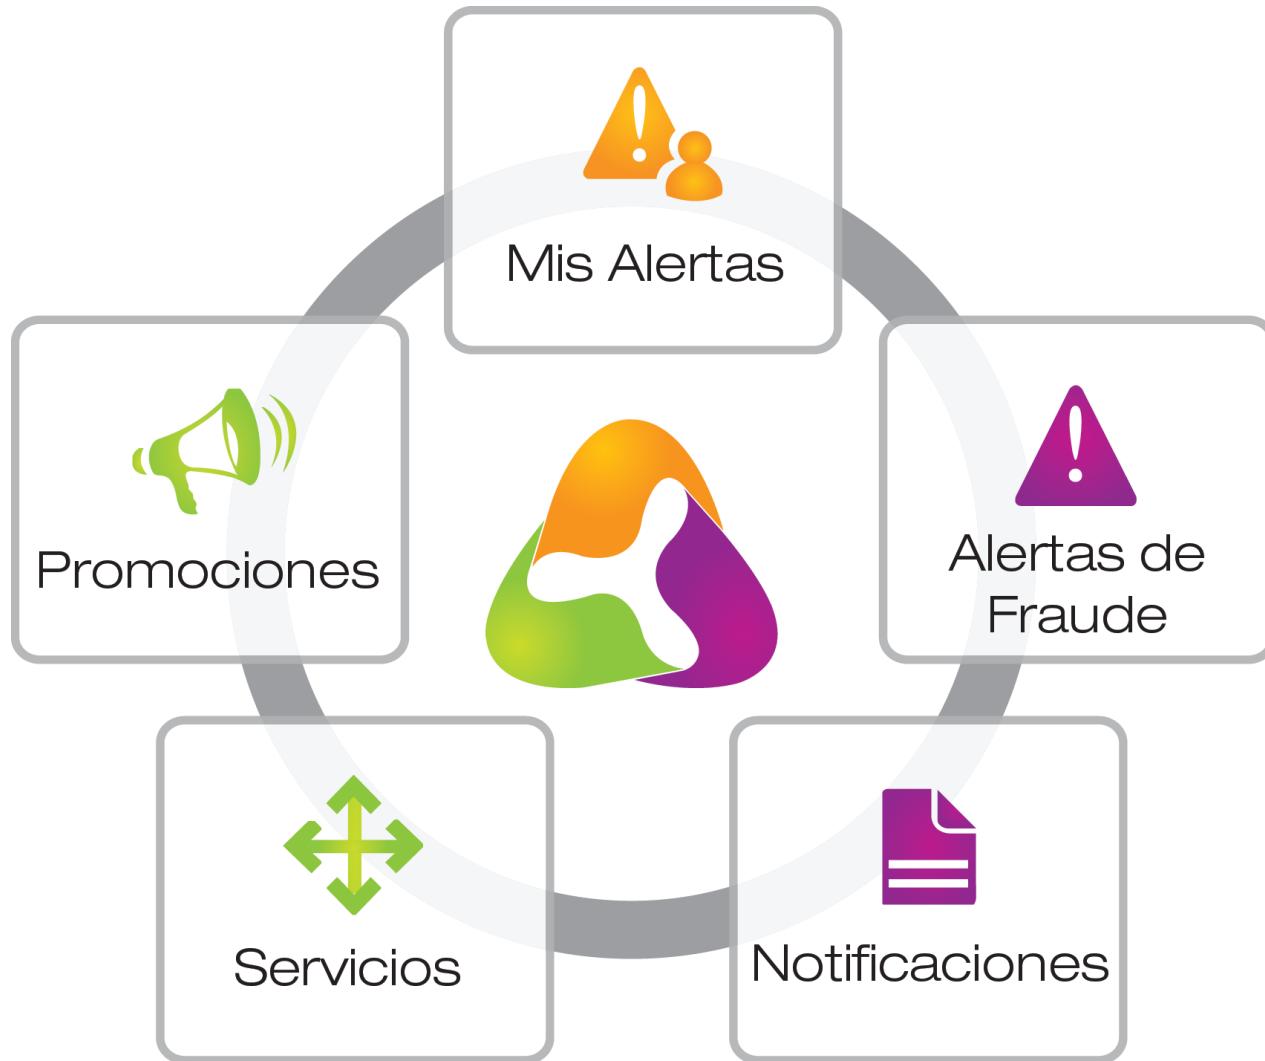 Mis Alertas
Promociones
Alertas de
Fraude
Servicios
Notificaciones